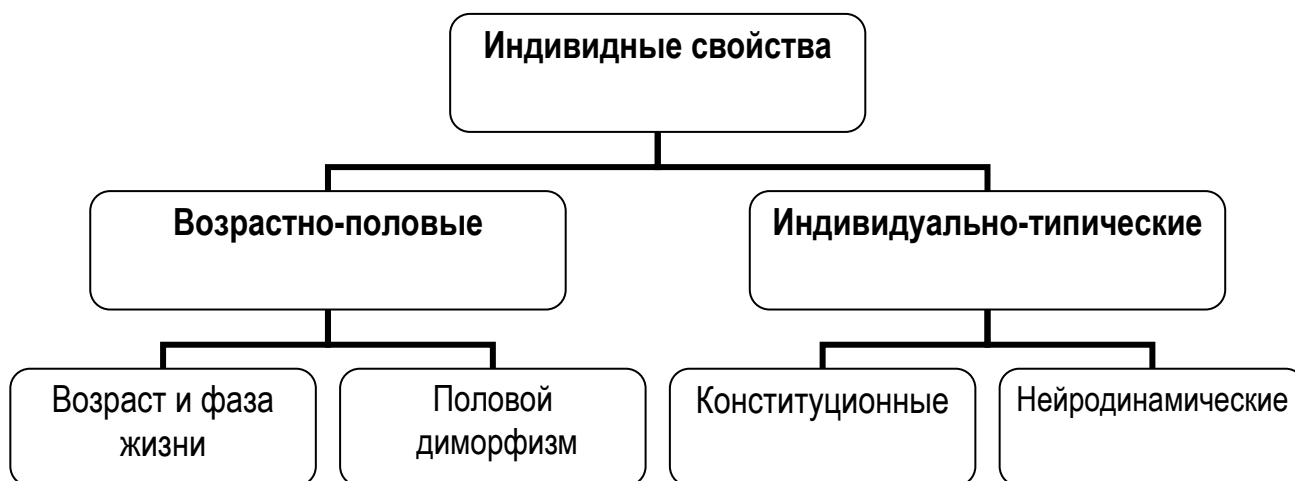 Индивидные свойства
Возрастно-половые
Индивидуально-типические
Возраст и фаза
жизни
Половой
диморфизм
Конституционные
Нейродинамические